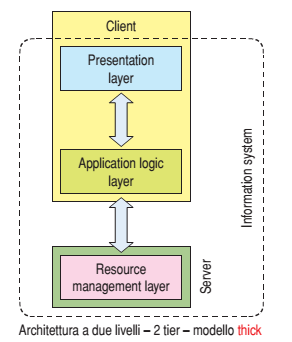 Client
Presentation
layer
Application logic
layer
Information system
Resource
management layer
Server
Architettura a due livelli – 2 tier – modello thick